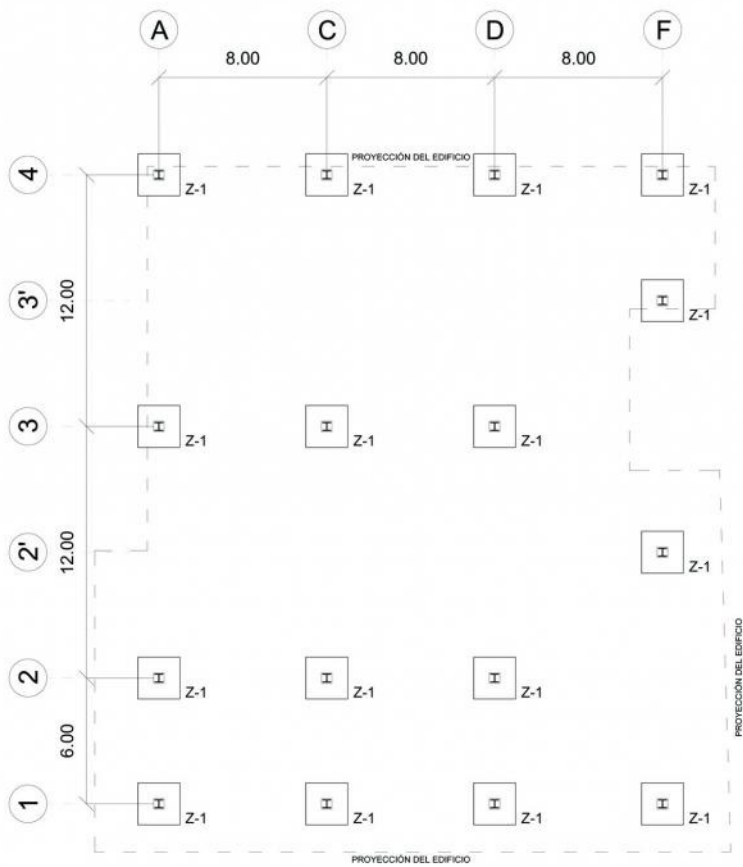 A C D F
8.00 8.00 8.00
PROYECCIÓN DEL EDIFICIO
4
Z-1 Z-1 Z-1 Z-1
3'
12.00
Z-1
3
Z-1 Z-1 Z-1
2'
12.00
Z-1
2
Z-1 Z-1 Z-1
PROYECCIÓN DEL EDIFICIO
6.00
1
Z-1 Z-1 Z-1 Z-1
PROYECCIÓN DEL EDIFICIO